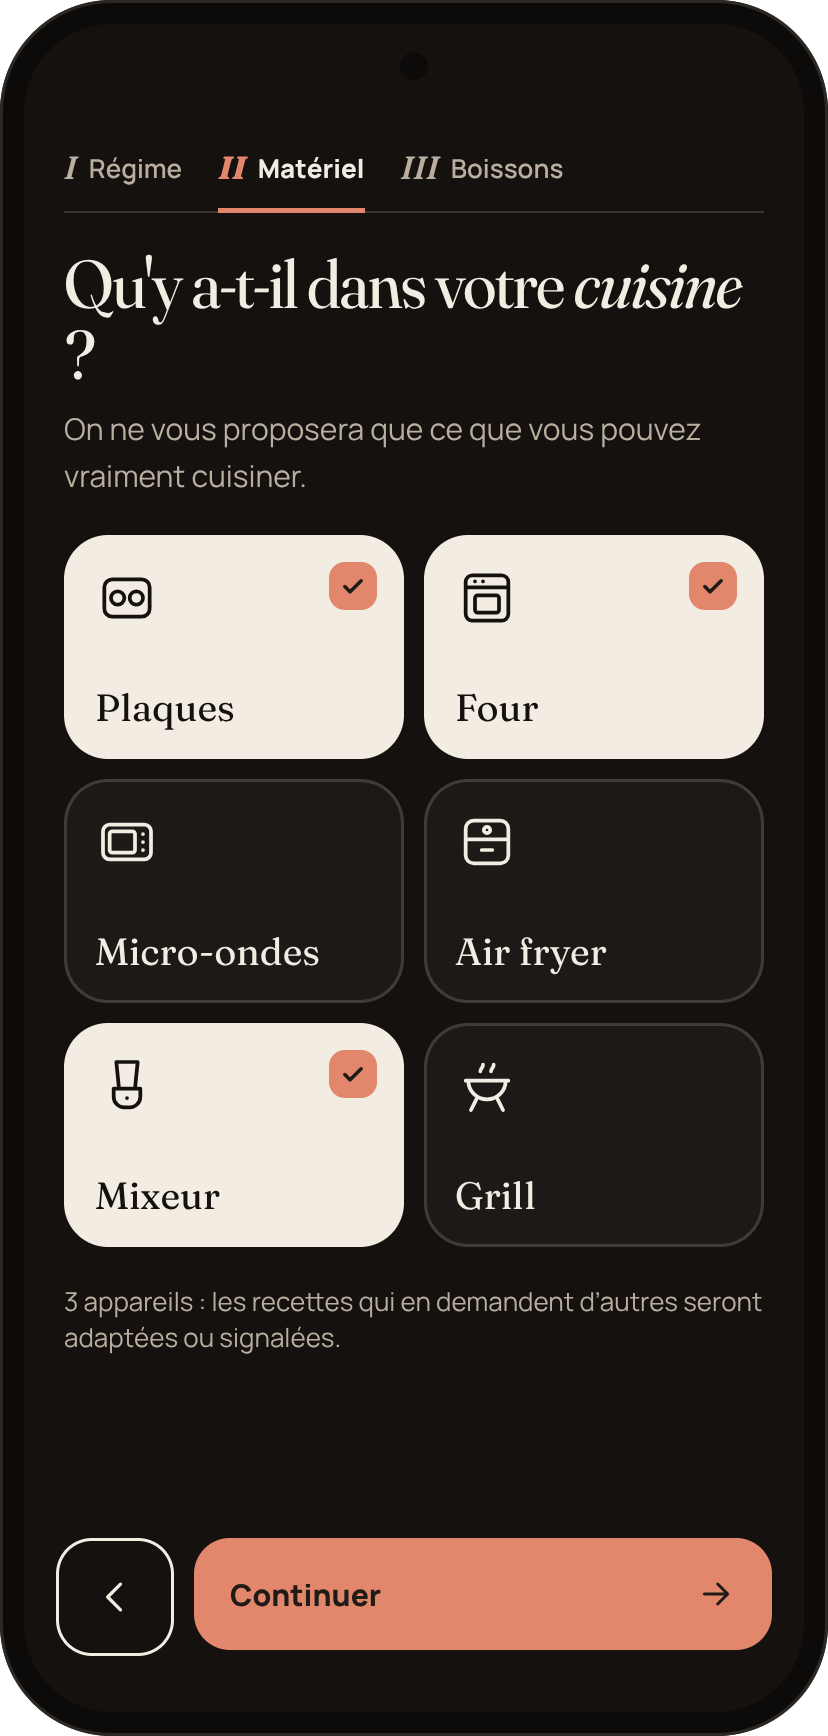 I Régime II Matériel III Boissons
Qu'y a-t-il dans votre cuisine
?
On ne vous proposera que ce que vous pouvez
vraiment cuisiner.
Plaques
Four
Micro-ondes
Air fryer
Mixeur
Grill
3 appareils : les recettes qui en demandent d’autres seront
adaptées ou signalées.
Continuer